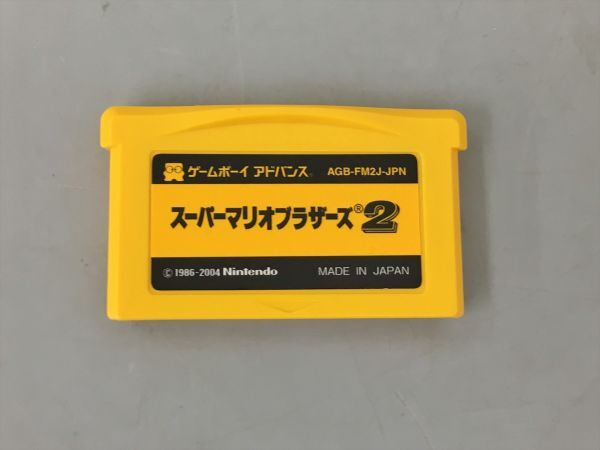 ゲームボーイ アドバンス® AGB-FM2J-JPN
スーパーマリオブラザーズ®2
© 1986-2004 Nintendo MADE IN JAPAN